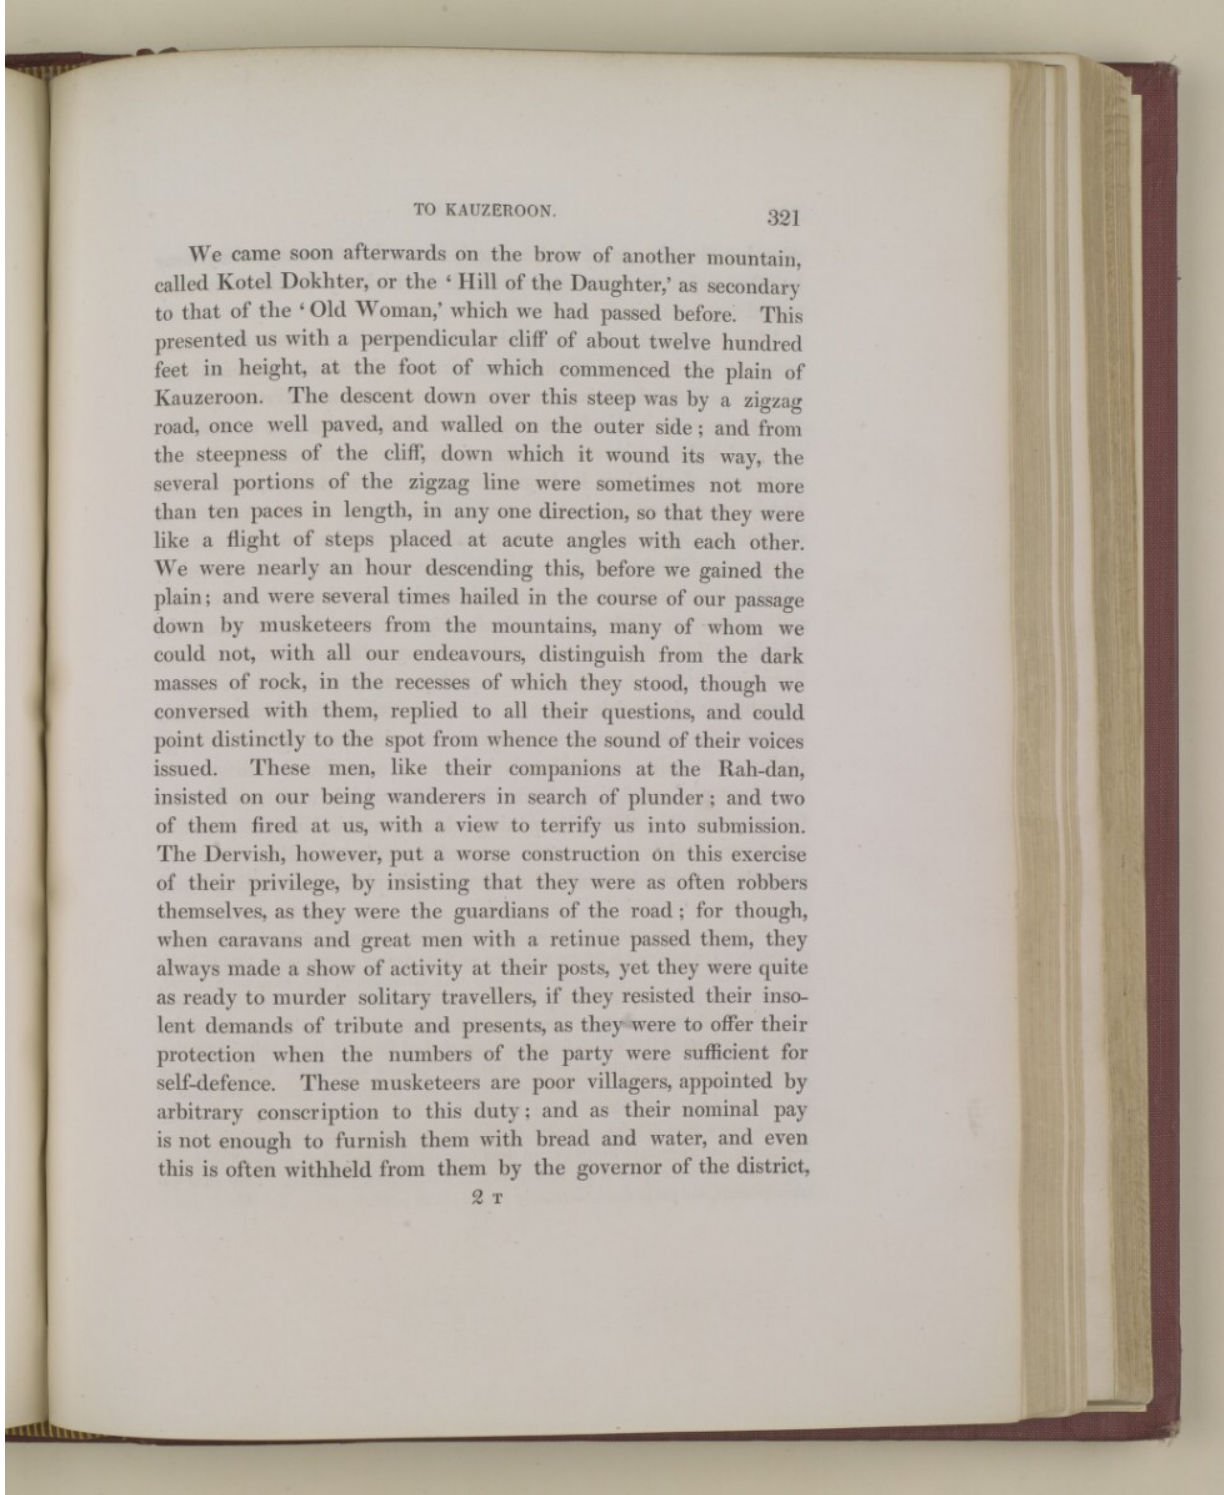 TO KAUZEROON.
321
We came soon afterwards on the brow of another mountain,
called Kotel Dokhter, or the ‘ Hill of the Daughter,’ as secondary
to that of the ‘ Old Woman,’ which we had passed before. This
presented us with a perpendicular cliff of about twelve hundred
feet in height, at the foot of which commenced the plain of
Kauzeroon. The descent down over this steep was by a zigzag
road, once well paved, and walled on the outer side ; and from
the steepness of the cliff, down which it wound its way, the
several portions of the zigzag line were sometimes not more
than ten paces in length, in any one direction, so that they were
like a flight of steps placed at acute angles with each other.
We were nearly an hour descending this, before we gained the
plain ; and were several times hailed in the course of our passage
down by musketeers from the mountains, many of whom we
could not, with all our endeavours, distinguish from the dark
masses of rock, in the recesses of which they stood, though we
conversed with them, replied to all their questions, and could
point distinctly to the spot from whence the sound of their voices
issued. These men, like their companions at the Rah-dan,
insisted on our being wanderers in search of plunder ; and two
of them fired at us, with a view to terrify us into submission.
The Dervish, however, put a worse construction on this exercise
of their privilege, by insisting that they were as often robbers
themselves, as they were the guardians of the road ; for though,
when caravans and great men with a retinue passed them, they
always made a show of activity at their posts, yet they were quite
as ready to murder solitary travellers, if they resisted their inso-
lent demands of tribute and presents, as they were to offer their
protection when the numbers of the party were sufficient for
self-defence. These musketeers are poor villagers, appointed by
arbitrary conscription to this duty ; and as their nominal pay
is not enough to furnish them with bread and water, and even
this is often withheld from them by the governor of the district,
2 T